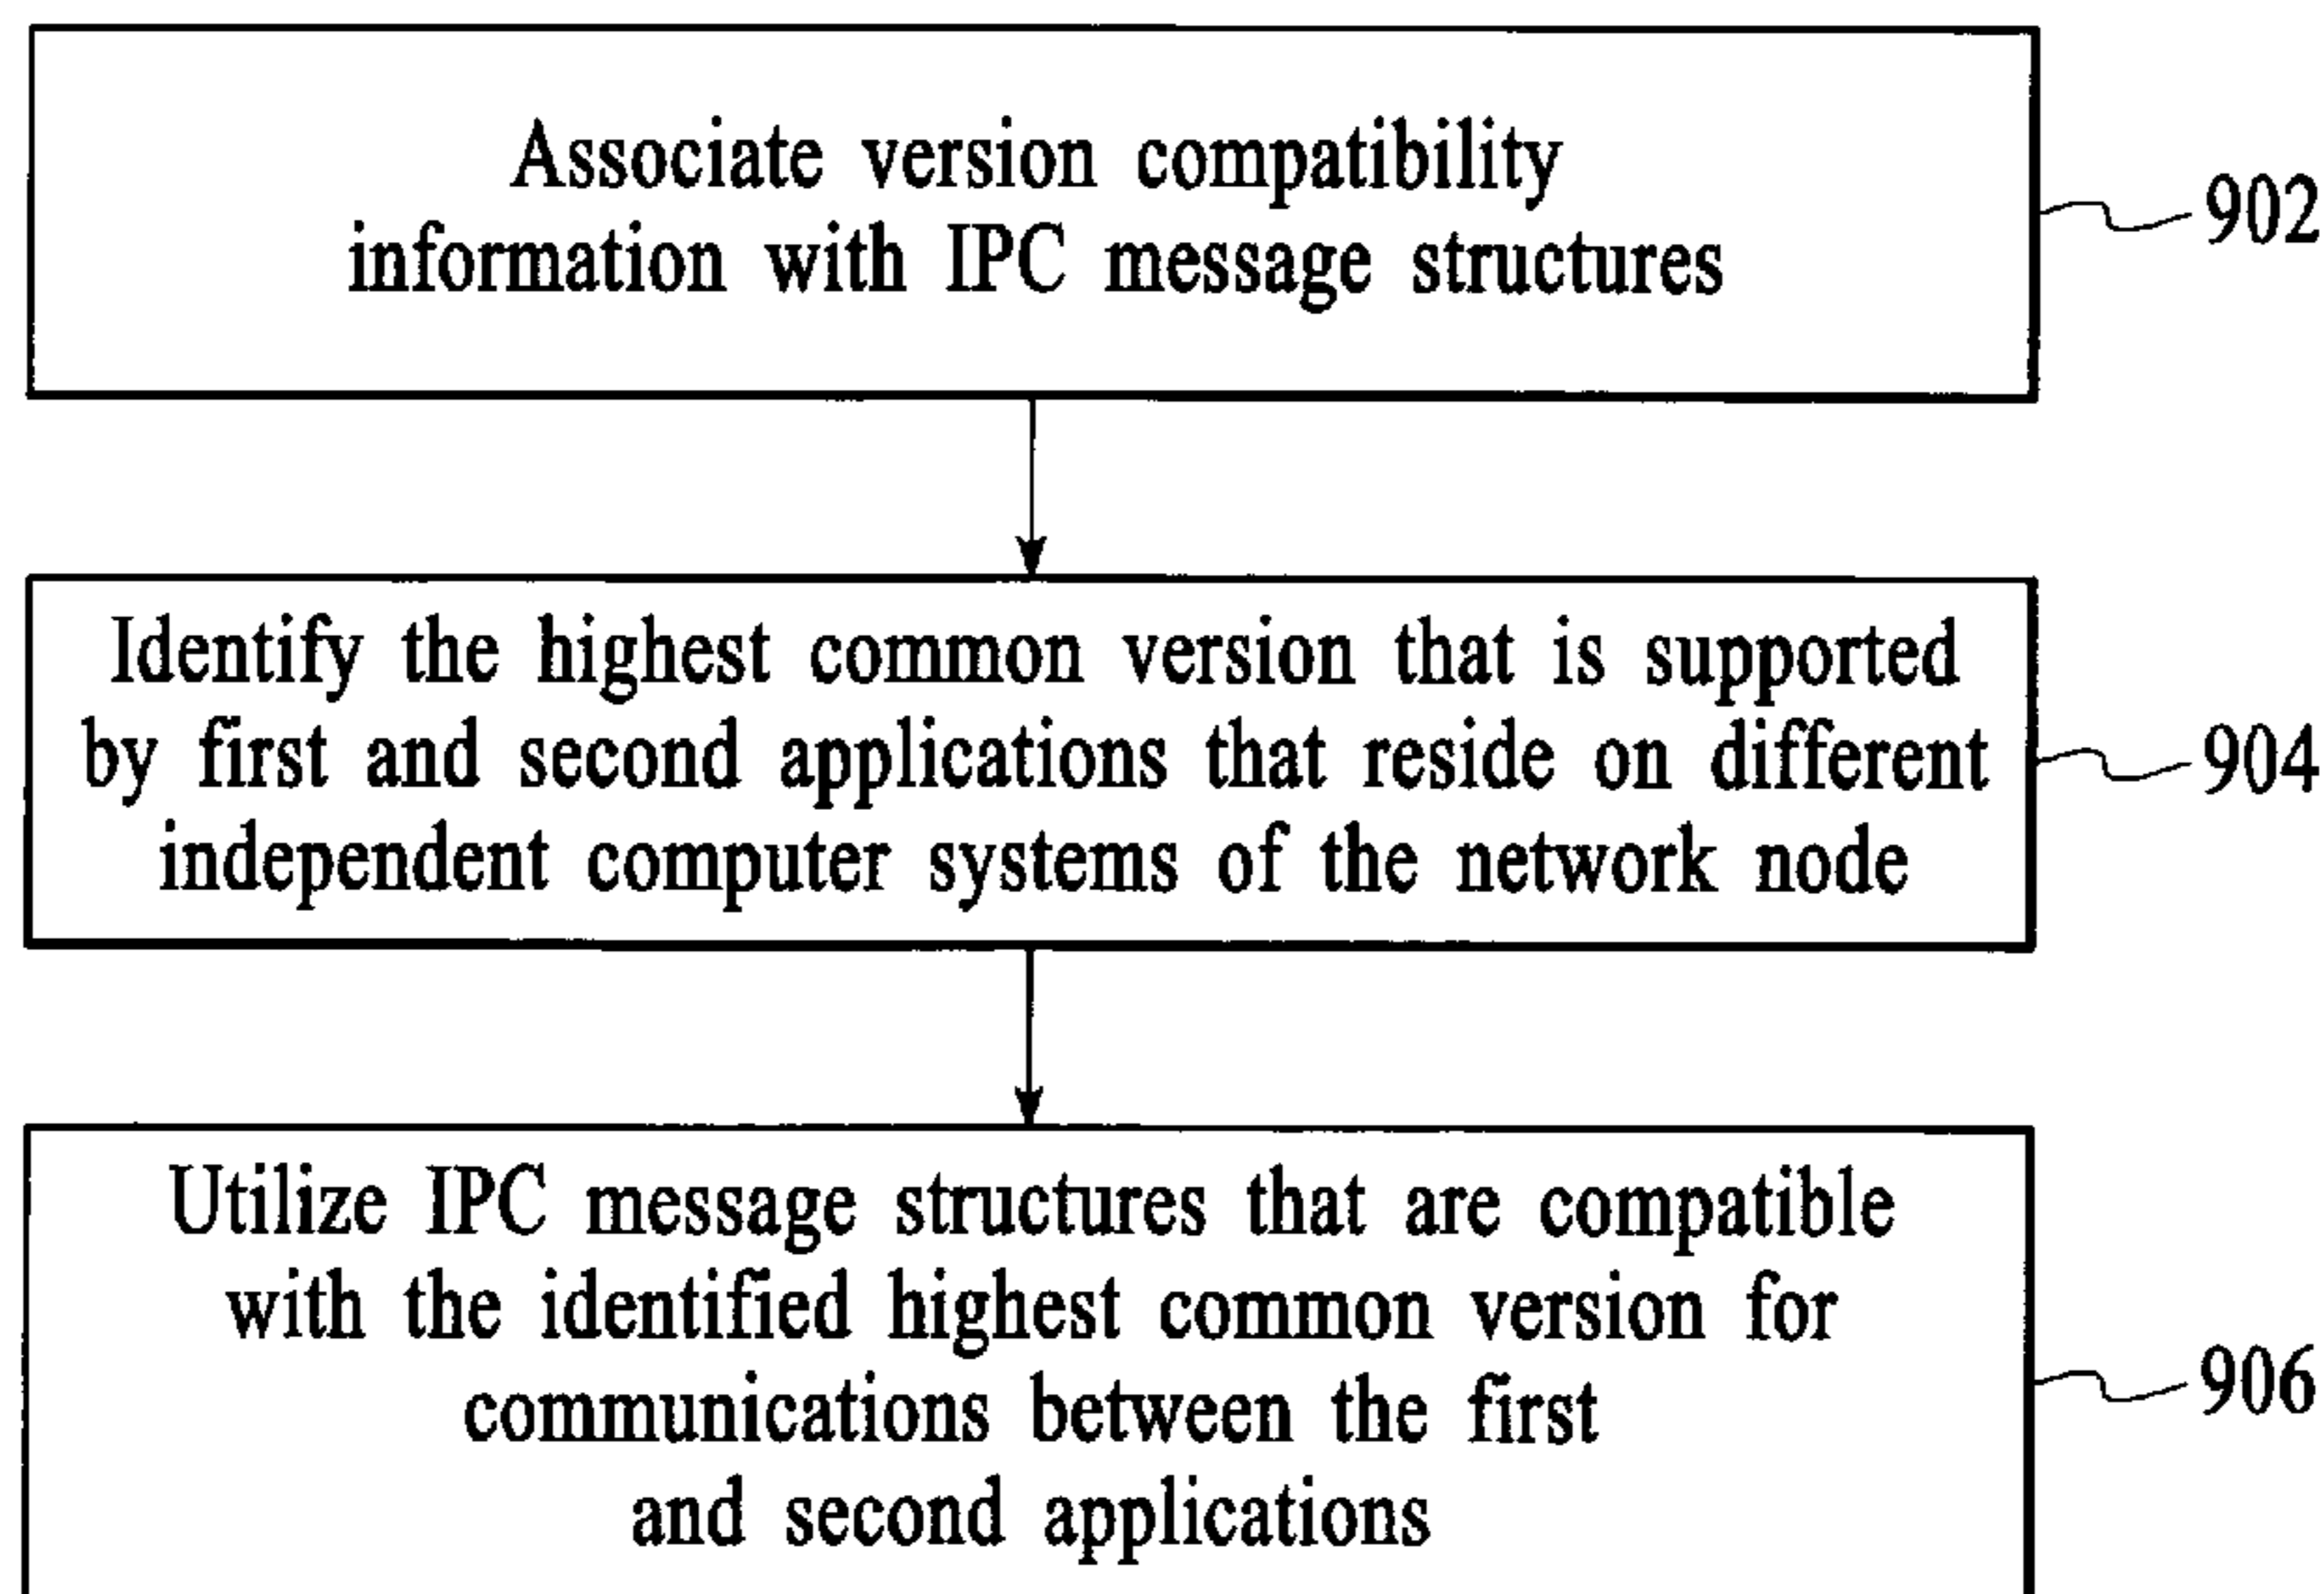 Associate version compatibility
information with IPC message structures
902
Identify the highest common version that is supported
by first and second applications that reside on different
independent computer systems of the network node
904
Utilize IPC message structures that are compatible
with the identified highest common version for
communications between the first
and second applications
906